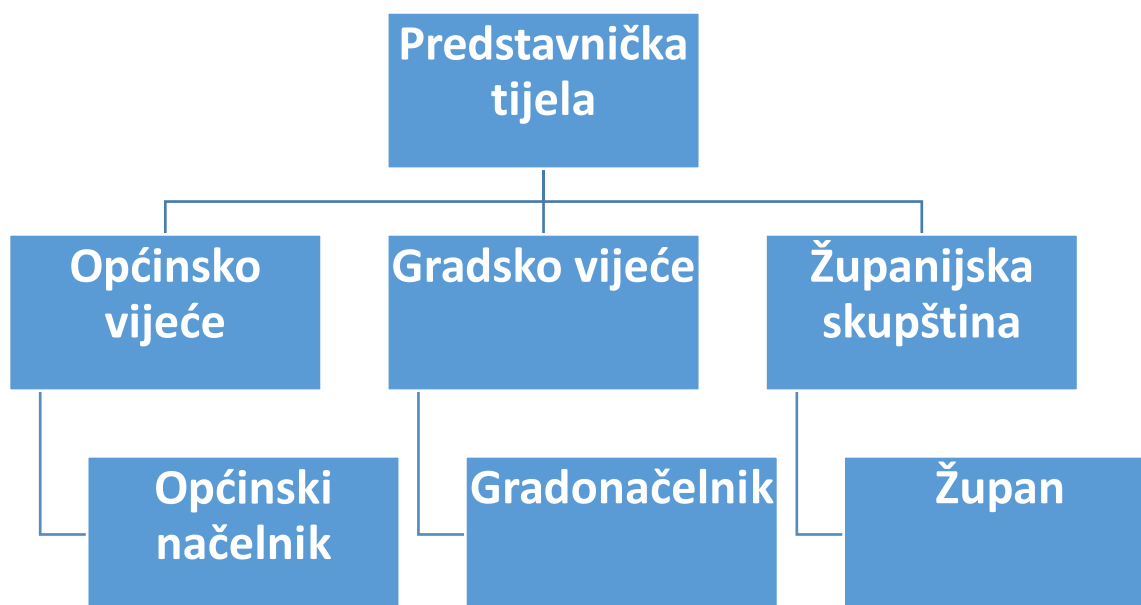 Predstavnička
tijela
Općinsko
vijeće
Gradsko vijeće
Županijska
skupština
Općinski
načelnik
Gradonačelnik
Župan